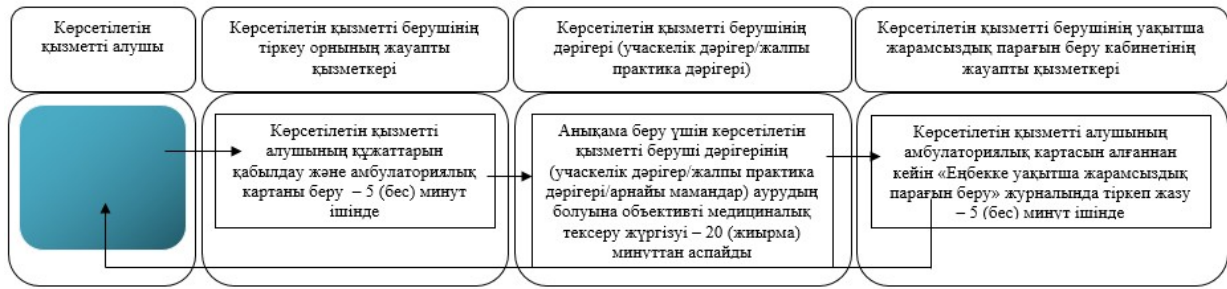 Көрсетілетін
қызметті алушы
Көрсетілетін қызметті берушінің
тіркеу орнының жауапты
қызметкері
Көрсетілетін қызметті берушінің
дәрігері (учаскелік дәрігер/жалпы
практика дәрігері)
Көрсетілетін қызметті берушінің уақытша
жарамсыздық парағын беру кабинетінің
жауапты қызметкері
Көрсетілетін қызметті
алушының құжаттарын
қабылдау және амбулаториялық
картаны беру – 5 (бес) минут
ішінде
Анықама беру үшін көрсетілетін
қызметті беруші дәрігерінің
(учаскелік дәрігер/жалпы практика
дәрігері/арнайы мамандар) аурудың
болуына объективті медициналық
тексеру жүргізуі – 20 (жиырма)
минуттан аспайды
Көрсетілетін қызметті алушының
амбулаториялық картасын алғаннан
кейін «Еңбекке уақытша жарамсыздық
парағын беру» журналында тіркеп жазу
– 5 (бес) минут ішінде